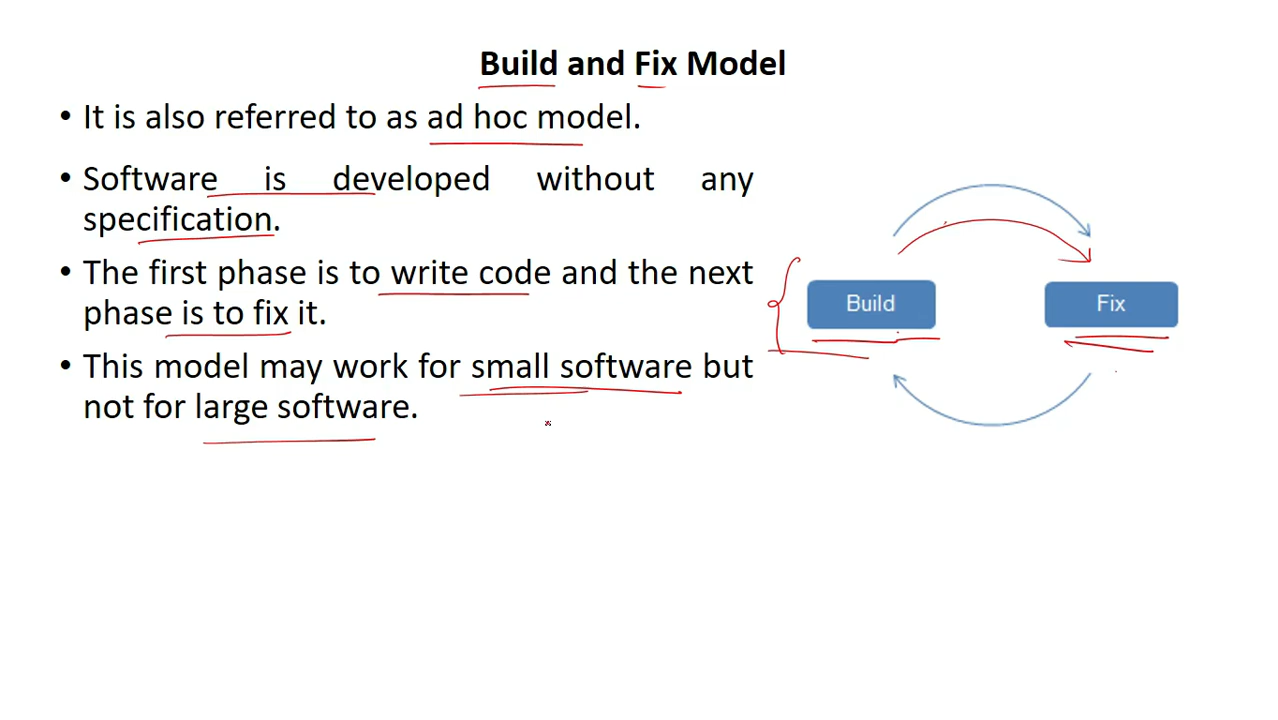 Build and Fix Model
• It is also referred to as ad hoc model.
• Software is developed without any
specification.
• The first phase is to write code and the next
phase is to fix it.
• This model may work for small software but
not for large software.
Build
Fix